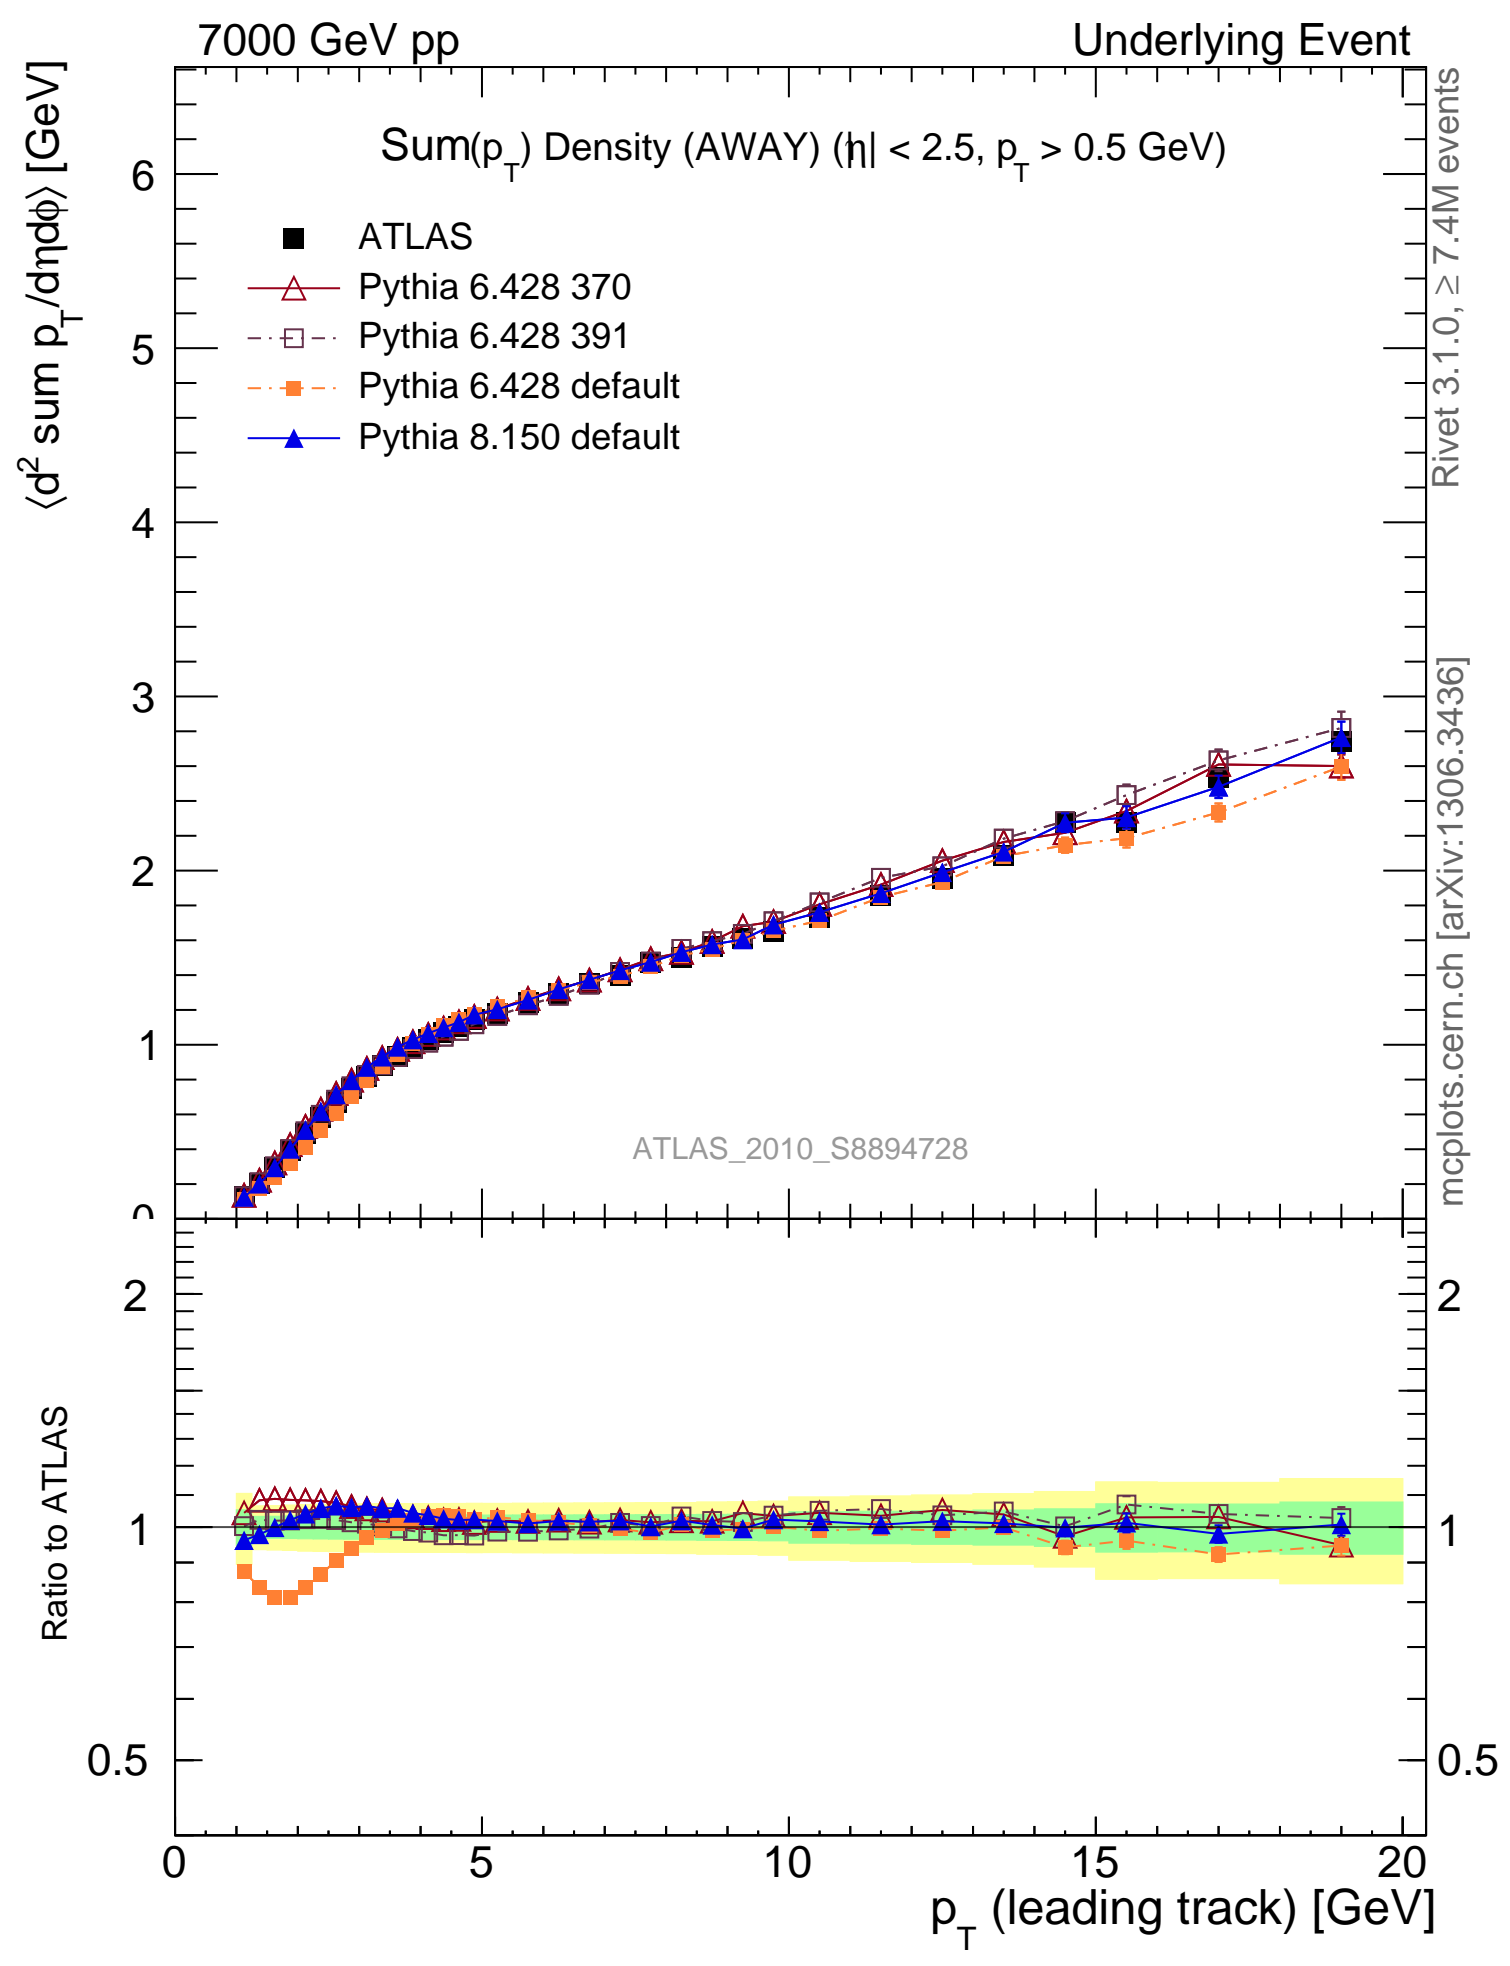 7000 GeV pp
Underlying Event
⟨d² sum p_T/dηdϕ⟩ [GeV]
Sum(p_T) Density (AWAY) (|η| < 2.5, p_T > 0.5 GeV)
ATLAS
Pythia 6.428 370
Pythia 6.428 391
Pythia 6.428 default
Pythia 8.150 default
6
5
4
3
2
1
0
ATLAS_2010_S8894728
Rivet 3.1.0, ≥ 7.4M events
mcplots.cern.ch [arXiv:1306.3436]
Ratio to ATLAS
2
1
0.5
2
1
0.5
0
5
10
15
20
p_T (leading track) [GeV]